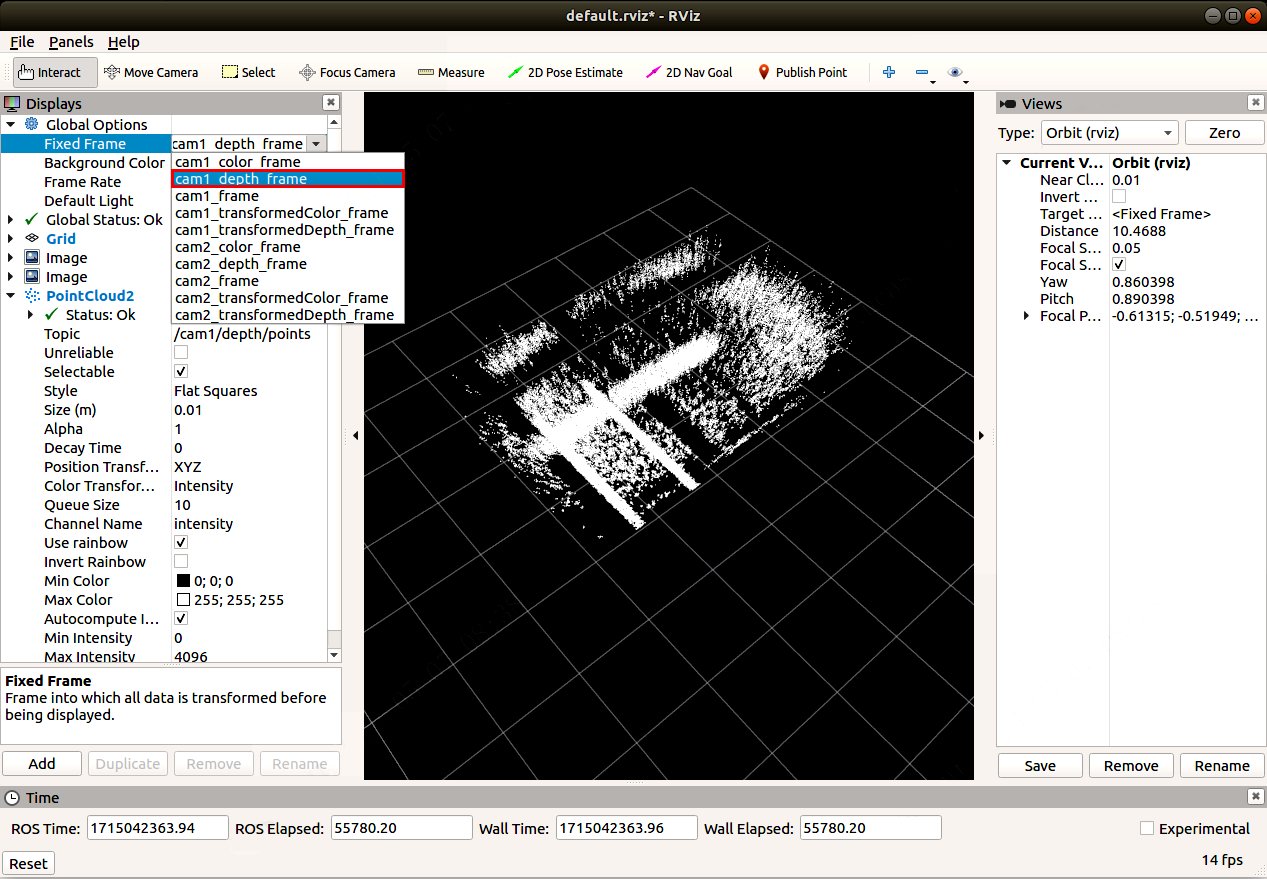 default.rviz* - RViz
File Panels Help
Interact Move Camera Select Focus Camera Measure 2D Pose Estimate 2D Nav Goal Publish Point
Displays
Global Options
Fixed Frame cam1_depth_frame
cam1_color_frame
cam1_depth_frame
cam1_frame
cam1_transformedColor_frame
cam1_transformedDepth_frame
cam2_color_frame
cam2_depth_frame
cam2_frame
cam2_transformedColor_frame
cam2_transformedDepth_frame
Background Color
Frame Rate
Default Light
Global Status: Ok
Grid
Image
Image
PointCloud2
Status: Ok
Topic /cam1/depth/points
Unreliable
Selectable
Style Flat Squares
Size (m) 0.01
Alpha 1
Decay Time 0
Position Transf... XYZ
Color Transfor... Intensity
Queue Size 10
Channel Name intensity
Use rainbow
Invert Rainbow
Min Color 0; 0; 0
Max Color 255; 255; 255
Autocompute I...
Min Intensity 0
Max Intensity 4096
Fixed Frame
Frame into which all data is transformed before
being displayed.
Add Duplicate Remove Rename
Views
Type: Orbit (rviz) Zero
Current V... Orbit (rviz)
Near Cl... 0.01
Invert ...
Target ... <Fixed Frame>
Distance 10.4688
Focal S... 0.05
Focal S...
Yaw 0.860398
Pitch 0.890398
Focal P... -0.61315; -0.51949; ...
Save Remove Rename
Time
ROS Time: 1715042363.94 ROS Elapsed: 55780.20 Wall Time: 1715042363.96 Wall Elapsed: 55780.20 Experimental
Reset 14 fps